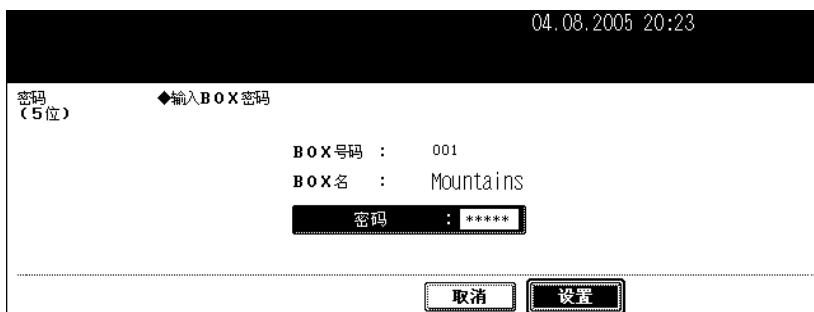 04.08.2005 20:23
密码 ◆输入BOX密码
(5位)
BOX号码 : 001
BOX名 : Mountains
密码 : *****
取消 设置